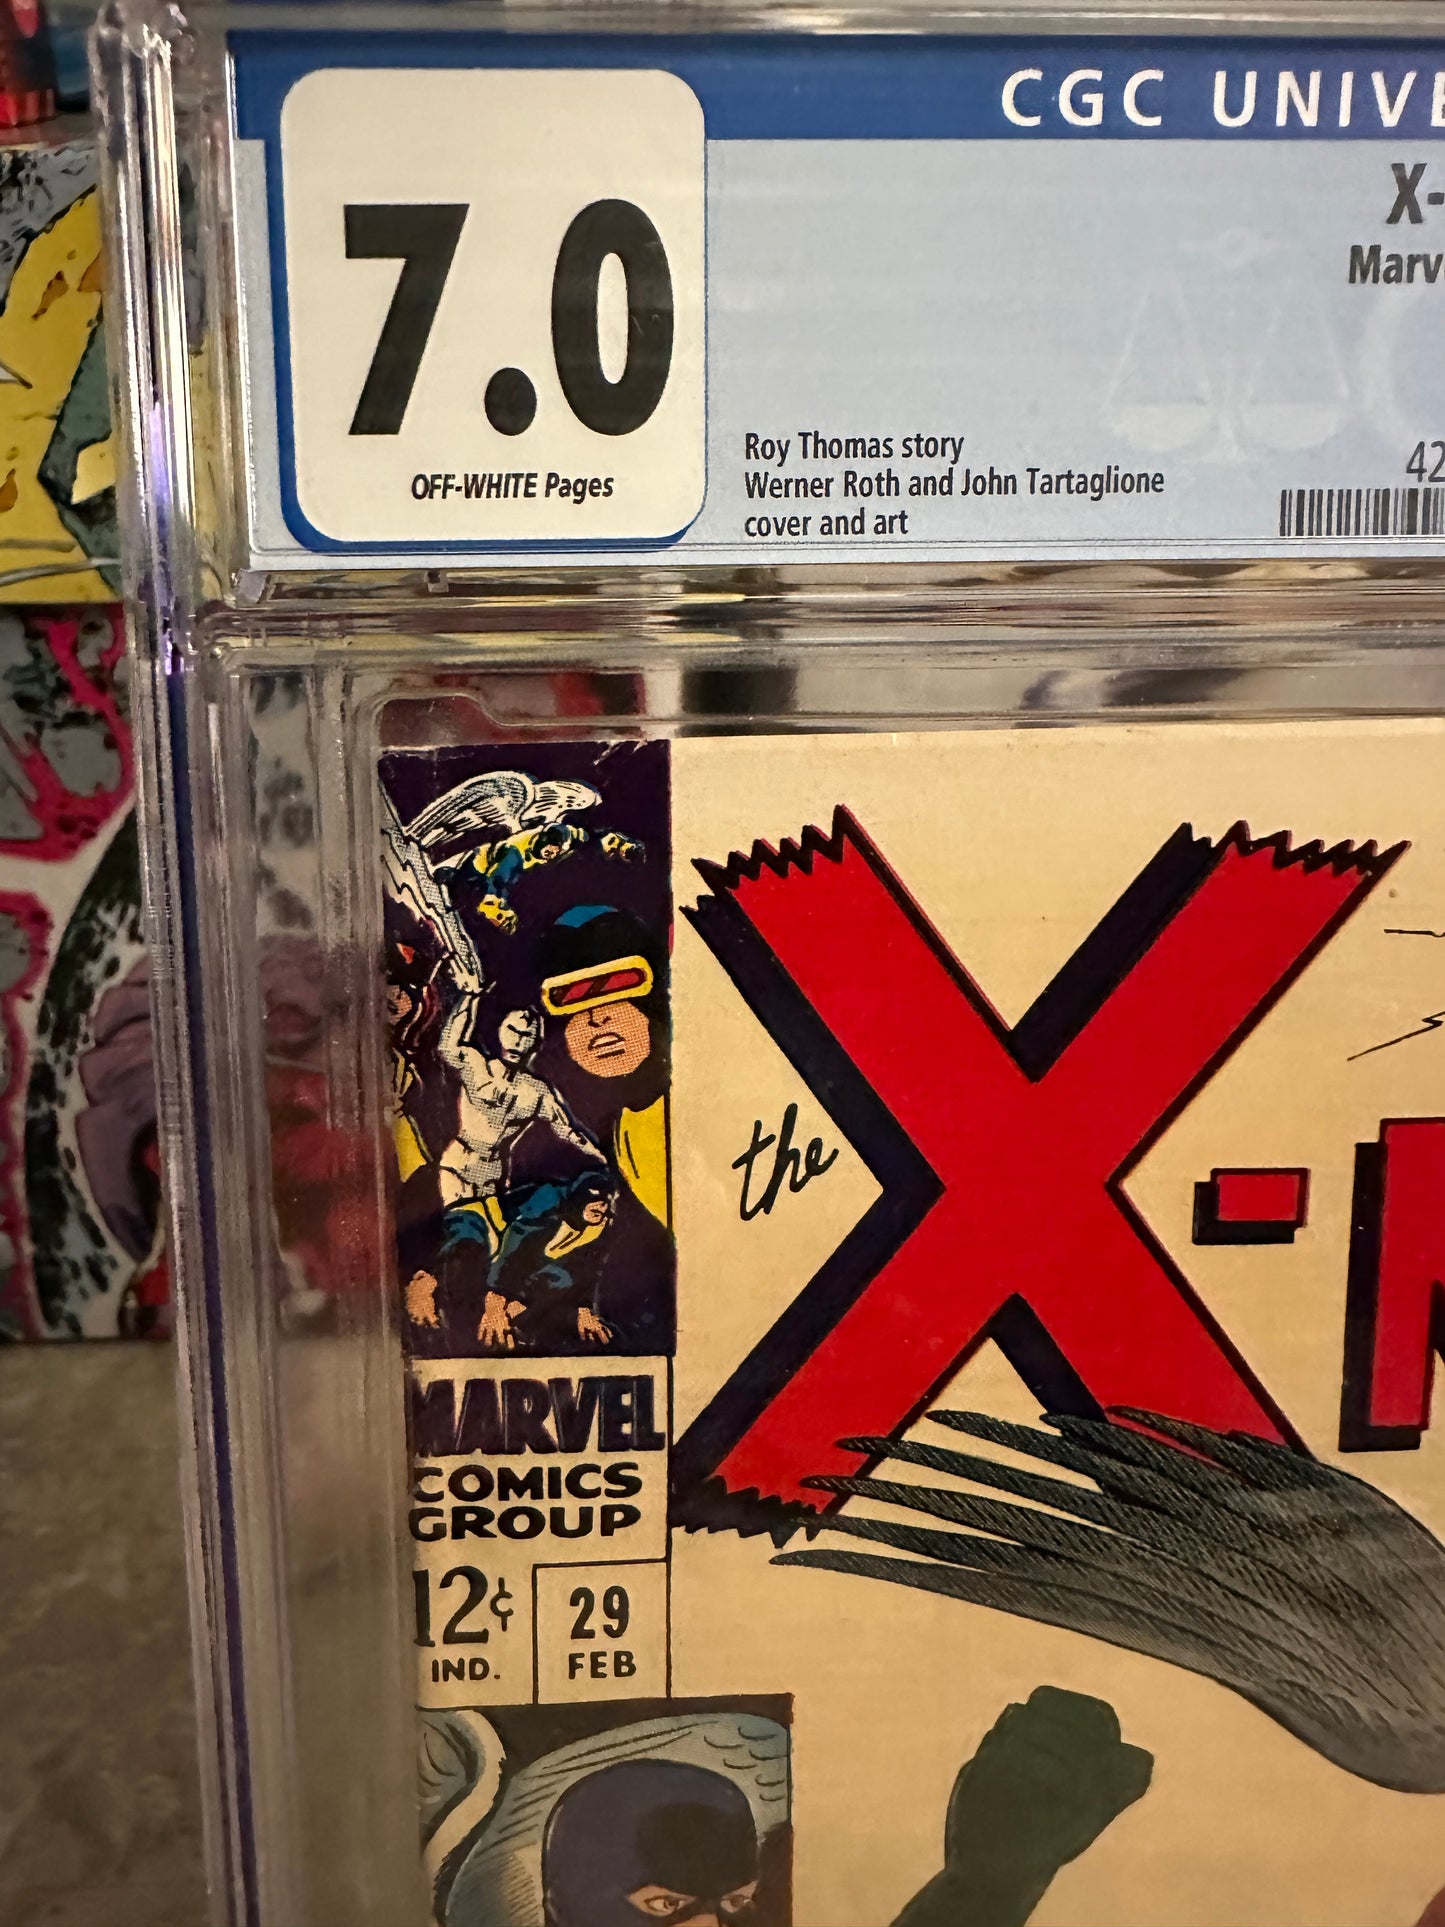 CGC UNIVE
7.0
OFF-WHITE Pages
X-
Marv
Roy Thomas story
Werner Roth and John Tartaglione
cover and art
42
the X-
MARVEL
COMICS
GROUP
12¢
IND.
29
FEB